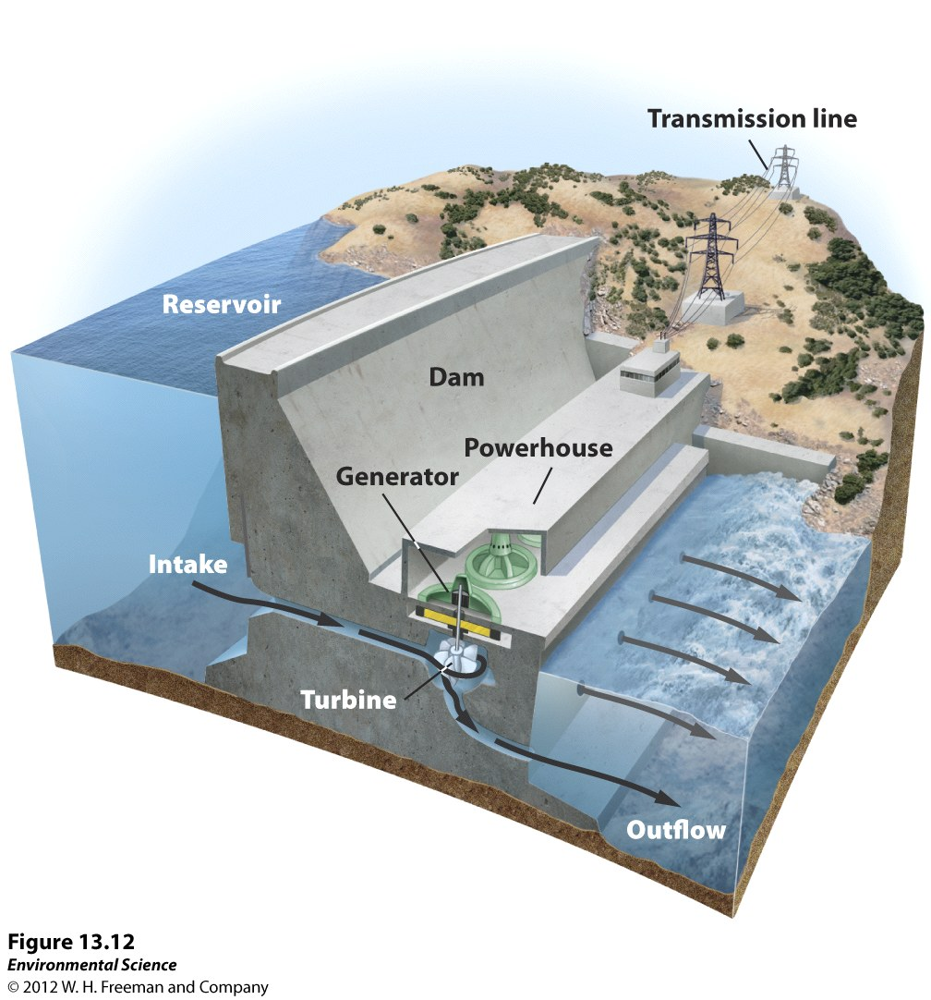 Transmission line
Reservoir
Dam
Powerhouse
Generator
Intake
Turbine
Outflow
Figure 13.12
Environmental Science
© 2012 W. H. Freeman and Company